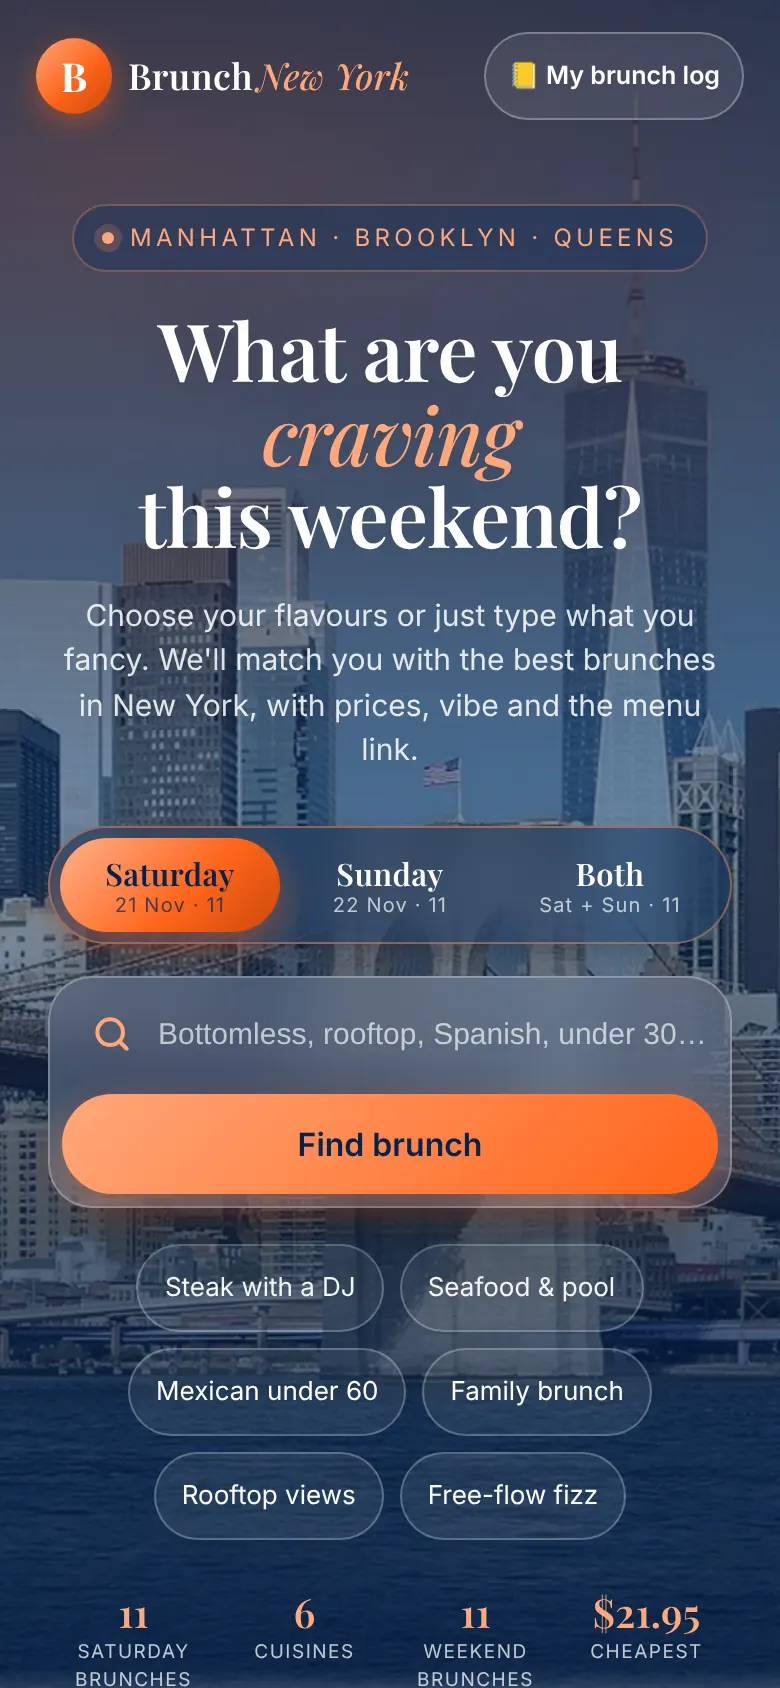 B BrunchNew York
📒 My brunch log
MANHATTAN · BROOKLYN · QUEENS
What are you
craving
this weekend?
Choose your flavours or just type what you
fancy. We'll match you with the best brunches
in New York, with prices, vibe and the menu
link.
Saturday
21 Nov · 11
Sunday
22 Nov · 11
Both
Sat + Sun · 11
Bottomless, rooftop, Spanish, under 30…
Find brunch
Steak with a DJ
Seafood & pool
Mexican under 60
Family brunch
Rooftop views
Free-flow fizz
11
SATURDAY
BRUNCHES
6
CUISINES
11
WEEKEND
BRUNCHES
$21.95
CHEAPEST